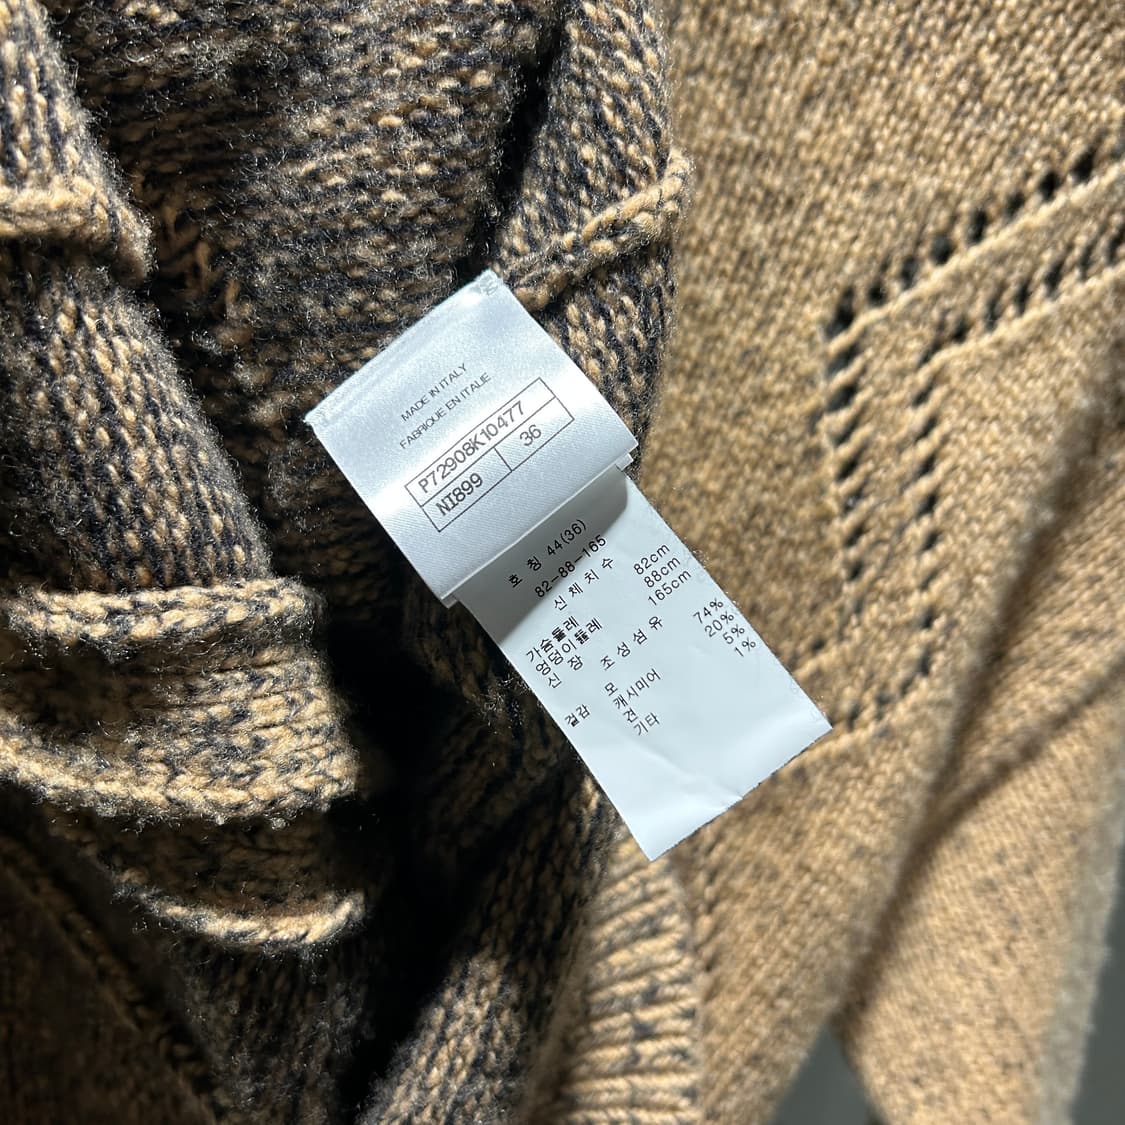 MADE IN ITALY
FABRIQUE EN ITALIE
P72908K10477
NI899 36
호 칭 44(36)
82-88-165
신 체 치 수
가슴둘레 82cm
엉덩이둘레 88cm
신 장 165cm
조 성 섬 유
겉감 모 74%
캐시미어 20%
견 5%
기타 1%